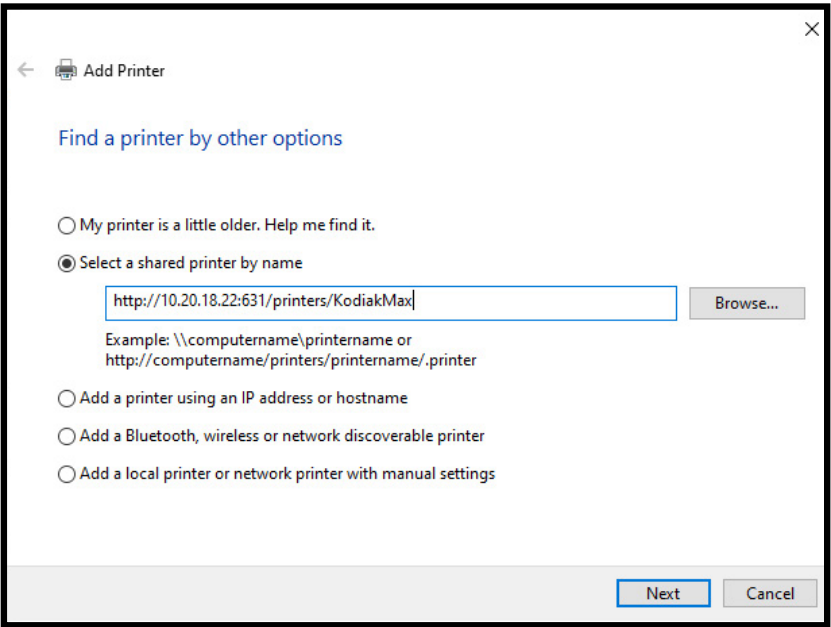 Add Printer
Find a printer by other options
My printer is a little older. Help me find it.
Select a shared printer by name
http://10.20.18.22:631/printers/KodiakMax
Browse...
Example: \\computername\printername or
http://computername/printers/printername/.printer
Add a printer using an IP address or hostname
Add a Bluetooth, wireless or network discoverable printer
Add a local printer or network printer with manual settings
Next
Cancel